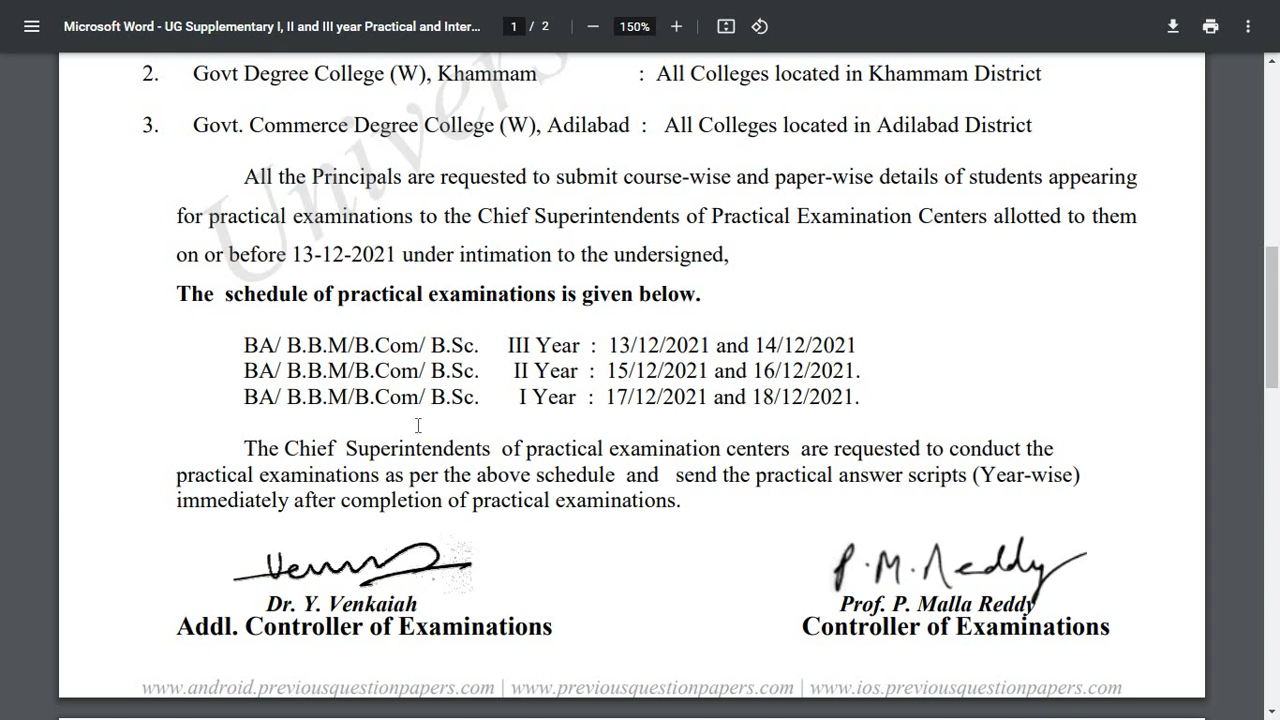 Microsoft Word - UG Supplementary I, II and III year Practical and Inter... 1 / 2 150%
2. Govt Degree College (W), Khammam : All Colleges located in Khammam District
3. Govt. Commerce Degree College (W), Adilabad : All Colleges located in Adilabad District
Univers
All the Principals are requested to submit course-wise and paper-wise details of students appearing
for practical examinations to the Chief Superintendents of Practical Examination Centers allotted to them
on or before 13-12-2021 under intimation to the undersigned,
The schedule of practical examinations is given below.
BA/ B.B.M/B.Com/ B.Sc. III Year : 13/12/2021 and 14/12/2021
BA/ B.B.M/B.Com/ B.Sc. II Year : 15/12/2021 and 16/12/2021.
BA/ B.B.M/B.Com/ B.Sc. I Year : 17/12/2021 and 18/12/2021.
The Chief Superintendents of practical examination centers are requested to conduct the
practical examinations as per the above schedule and send the practical answer scripts (Year-wise)
immediately after completion of practical examinations.
P.M.Reddy
Dr. Y. Venkaiah Prof. P. Malla Reddy
Addl. Controller of Examinations Controller of Examinations
www.android.previousquestionpapers.com | www.previousquestionpapers.com | www.ios.previousquestionpapers.com